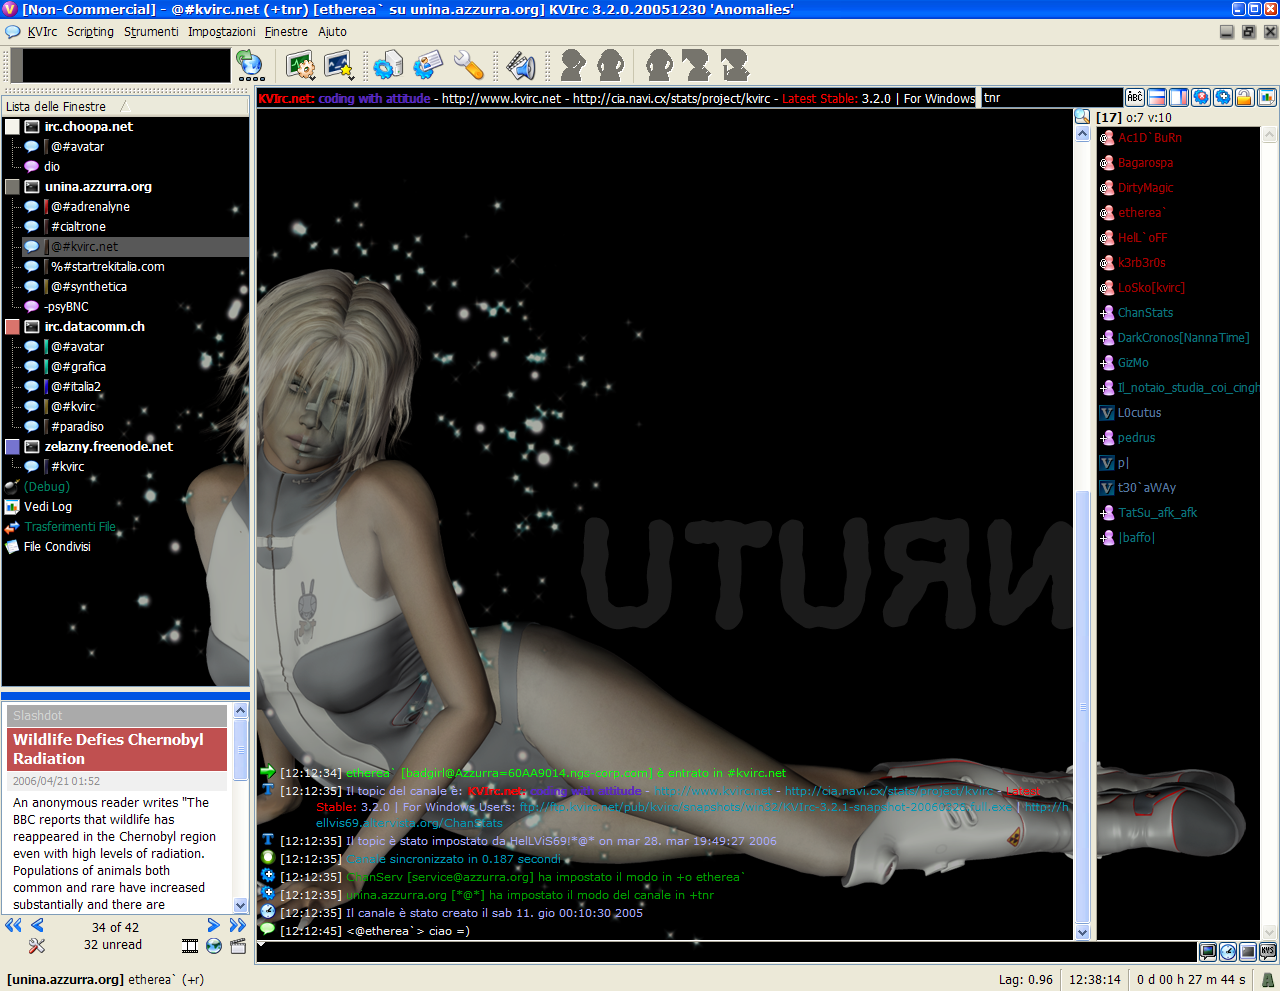 [Non-Commercial] - @#kvirc.net (+tnr) [etherea` su unina.azzurra.org] KVIrc 3.2.0.20051230 'Anomalies'
KVIrc Scripting Strumenti Impostazioni Finestre Aiuto
Lista delle Finestre
irc.choopa.net
@#avatar
dio
unina.azzurra.org
@#adrenalyne
#cialtrone
@#kvirc.net
%#startrekitalia.com
@#synthetica
-psyBNC
irc.datacomm.ch
@#avatar
@#grafica
@#italia2
@#kvirc
#paradiso
zelazny.freenode.net
#kvirc
(Debug)
Vedi Log
Trasferimenti File
File Condivisi
Slashdot
Wildlife Defies Chernobyl
Radiation
2006/04/21 01:52
An anonymous reader writes "The
BBC reports that wildlife has
reappeared in the Chernobyl region
even with high levels of radiation.
Populations of animals both
common and rare have increased
substantially and there are
34 of 42
32 unread
KVIrc.net: coding with attitude - http://www.kvirc.net - http://cia.navi.cx/stats/project/kvirc - Latest Stable: 3.2.0 | For Windows
tnr
ABC
UTURN
[12:12:34] etherea` [badgirl@Azzurra=60AA9014.ngs-corp.com] è entrato in #kvirc.net
[12:12:35] Il topic del canale è: KVIrc.net: coding with attitude - http://www.kvirc.net - http://cia.navi.cx/stats/project/kvirc - Latest
Stable: 3.2.0 | For Windows Users: ftp://ftp.kvirc.net/pub/kvirc/snapshots/win32/KVIrc-3.2.1-snapshot-20060328-full.exe | http://h
ellvis69.altervista.org/ChanStats
[12:12:35] Il topic è stato impostato da HelLViS69!*@* on mar 28. mar 19:49:27 2006
[12:12:35] Canale sincronizzato in 0.187 secondi
[12:12:35] ChanServ [service@azzurra.org] ha impostato il modo in +o etherea`
[12:12:35] unina.azzurra.org [*@*] ha impostato il modo del canale in +tnr
[12:12:35] Il canale è stato creato il sab 11. gio 00:10:30 2005
[12:12:45] <@etherea`> ciao =)
[17] o:7 v:10
Ac1D`BuRn
Bagarospa
DirtyMagic
etherea`
HelL`oFF
k3rb3r0s
LoSko[kvirc]
ChanStats
DarkCronos[NannaTime]
GizMo
Il_notaio_studia_coi_cingh
L0cutus
pedrus
p|
t30`aWAy
TatSu_afk_afk
|baffo|
KVS
[unina.azzurra.org] etherea` (+r)
Lag: 0.96
12:38:14
0 d 00 h 27 m 44 s